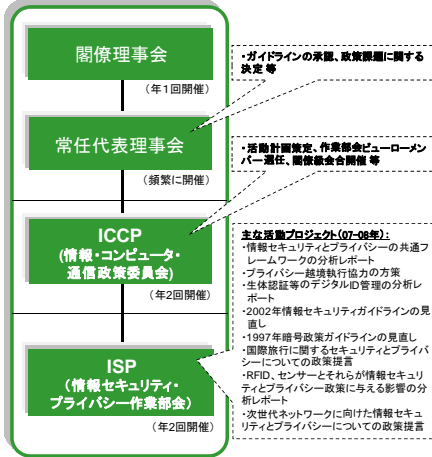 閣僚理事会
(年1回開催)
・ガイドラインの承認、政策課題に関する
決定 等
常任代表理事会
(頻繁に開催)
・活動計画策定、作業部会ビューローメン
バー選任、閣僚級会合開催 等
ICCP
(情報・コンピュータ・
通信政策委員会)
(年2回開催)
主な活動プロジェクト(07-08年):
・情報セキュリティとプライバシーの共通フ
レームワークの分析レポート
・プライバシー越境執行協力の方策
・生体認証等のデジタルID管理の分析レ
ポート
・2002年情報セキュリティガイドラインの見
直し
・1997年暗号政策ガイドラインの見直し
・国際旅行に関するセキュリティとプライバ
シーについての政策提言
・RFID、センサーとそれらが情報セキュリ
ティとプライバシー政策に与える影響の分
析レポート
・次世代ネットワークに向けた情報セキュ
リティとプライバシーについての政策提言
ISP
(情報セキュリティ・
プライバシー作業部会)
(年2回開催)